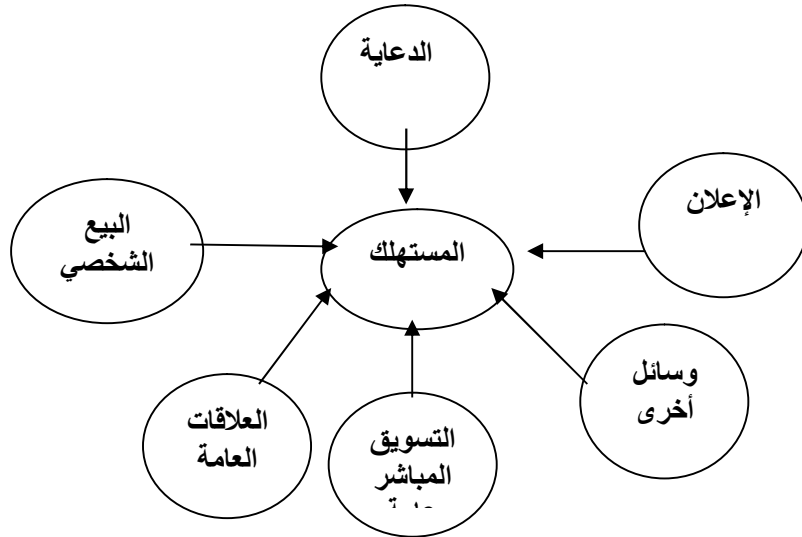 الدعاية
الإعلان
البيع
الشخصي
المستهلك
وسائل
أخرى
العلاقات
العامة
التسويق
المباشر